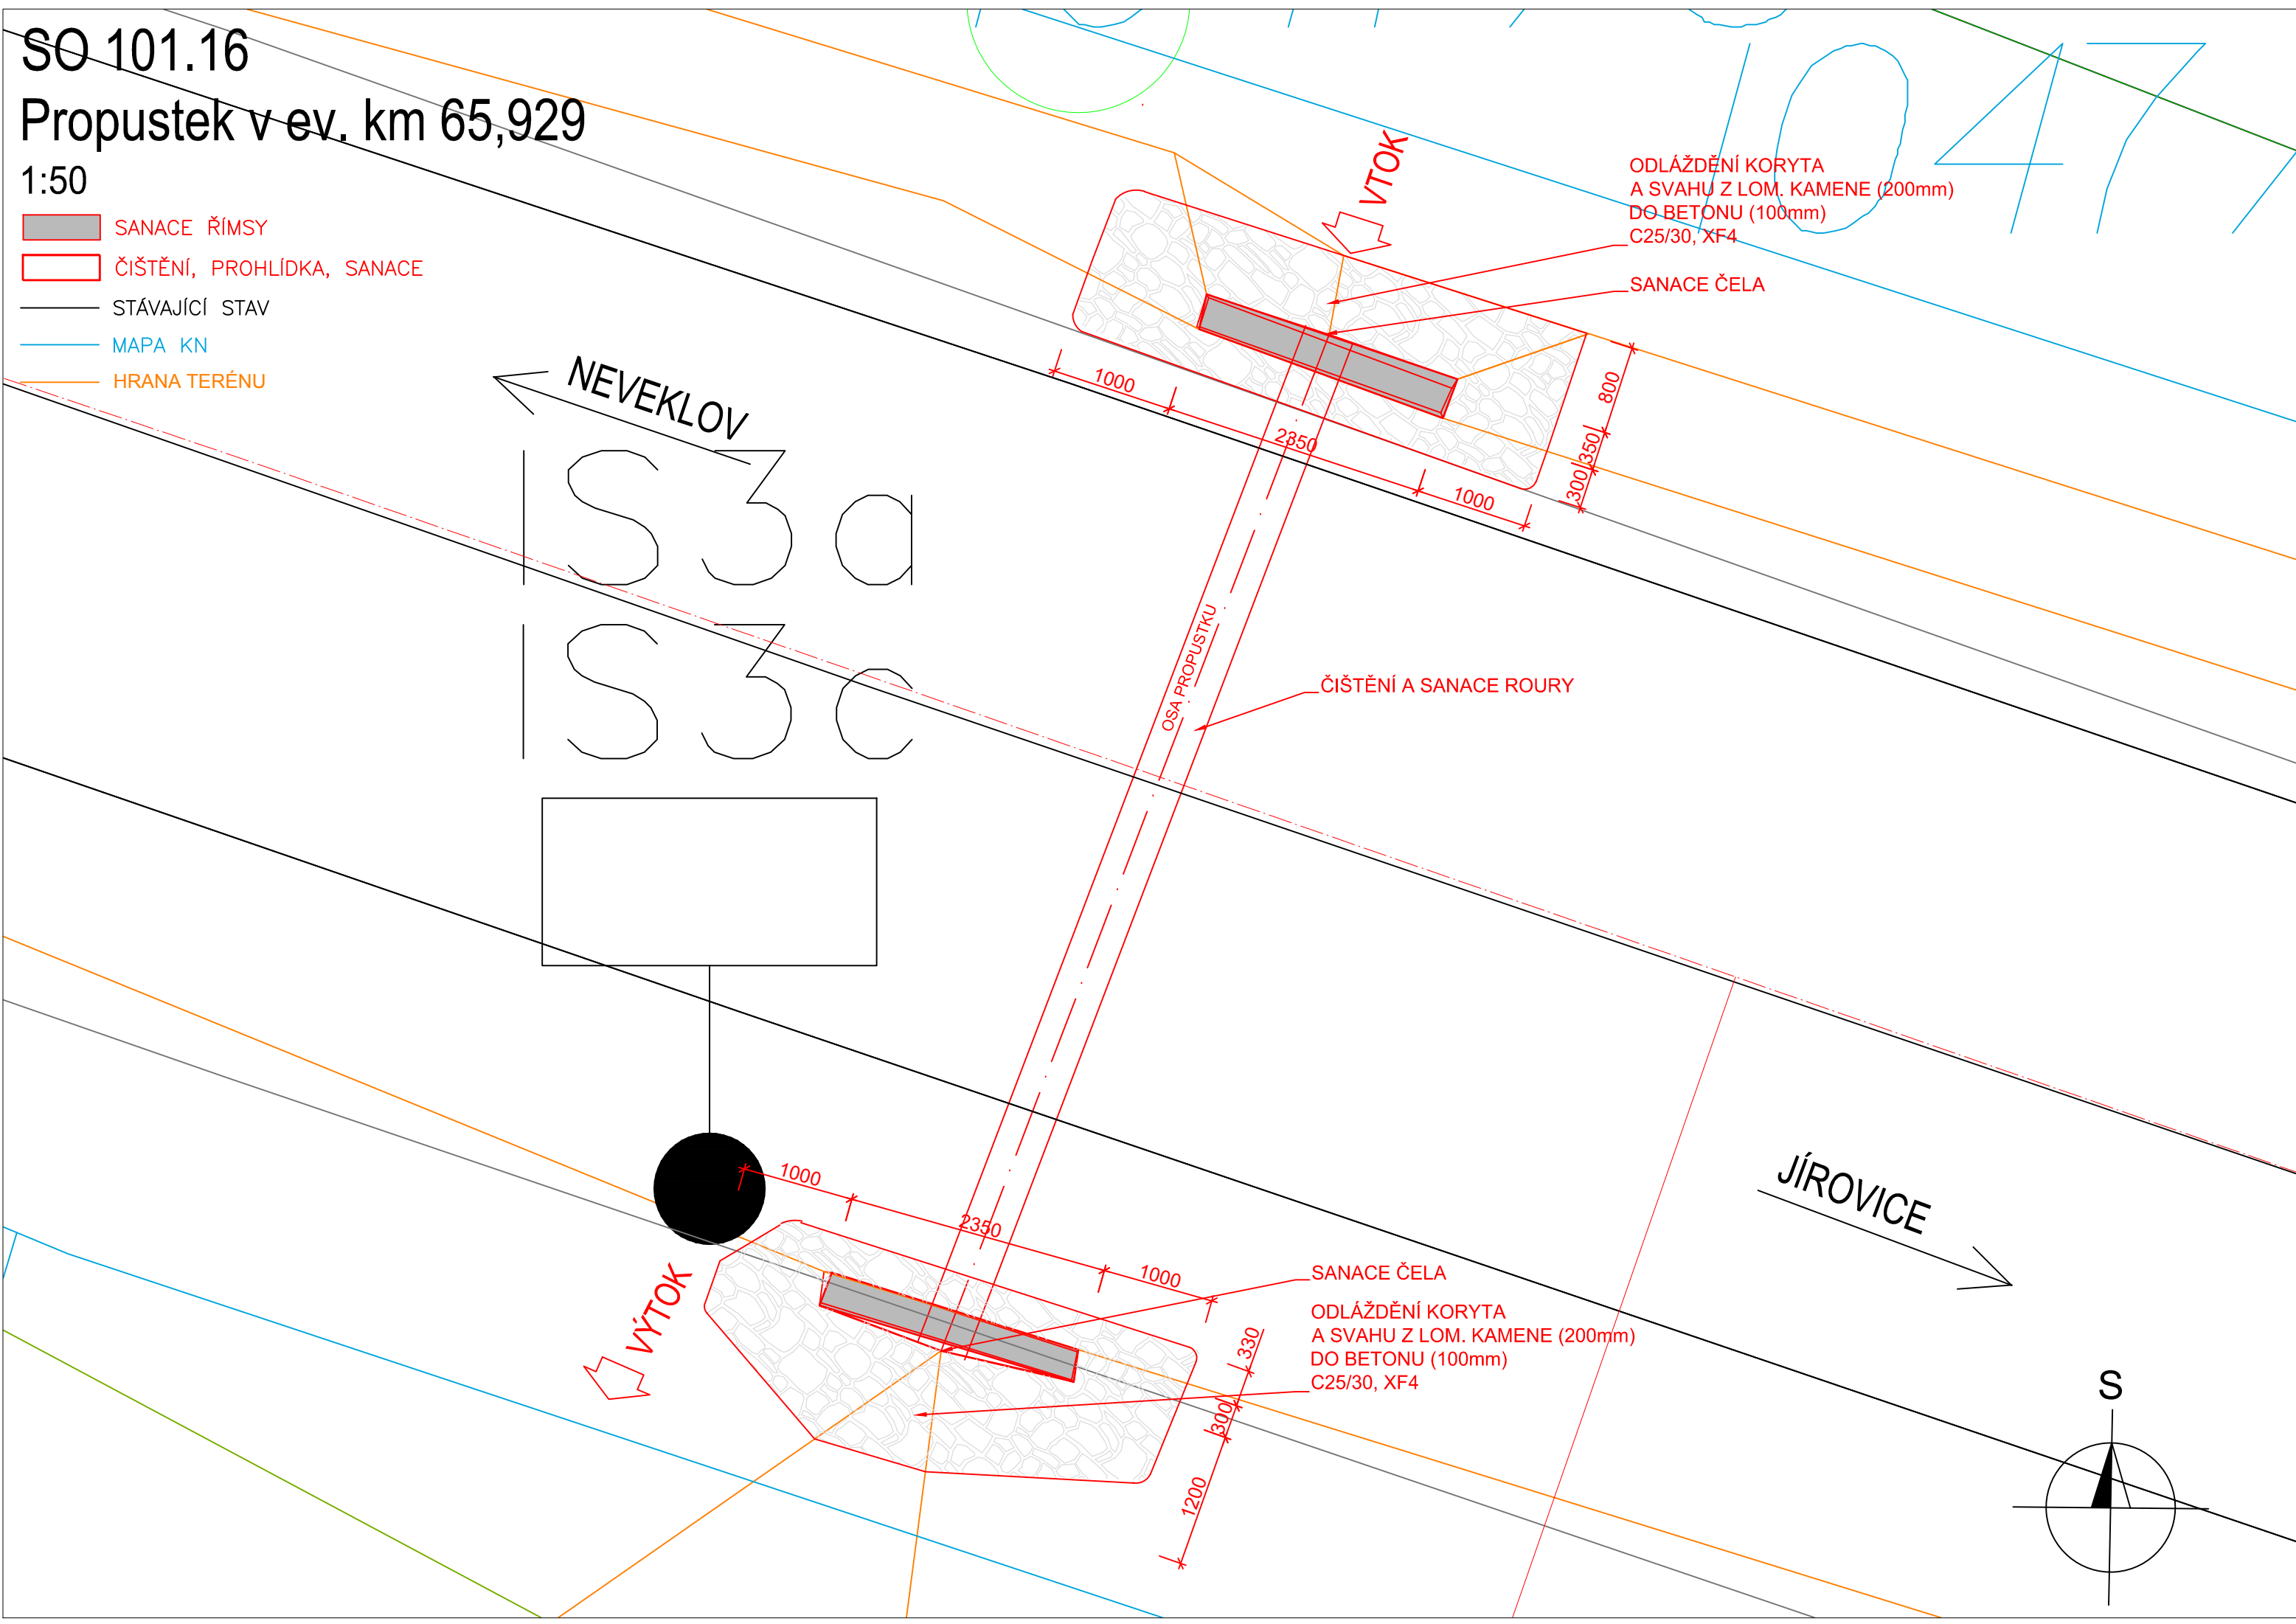 SO 101.16
Propustek v ev. km 65,929
1:50
SANACE ŘÍMSY
ČIŠTĚNÍ, PROHLÍDKA, SANACE
STÁVAJÍCÍ STAV
MAPA KN
HRANA TERÉNU
1047
VTOK
ODLÁŽDĚNÍ KORYTA
A SVAHU Z LOM. KAMENE (200mm)
DO BETONU (100mm)
C25/30, XF4
SANACE ČELA
NEVEKLOV
1000
2350
1000
800
350
300
IS3a
IS3c
OSA PROPUSTKU
ČIŠTĚNÍ A SANACE ROURY
JÍROVICE
1000
2350
1000
VÝTOK
SANACE ČELA
ODLÁŽDĚNÍ KORYTA
A SVAHU Z LOM. KAMENE (200mm)
DO BETONU (100mm)
C25/30, XF4
330
300
1200
S